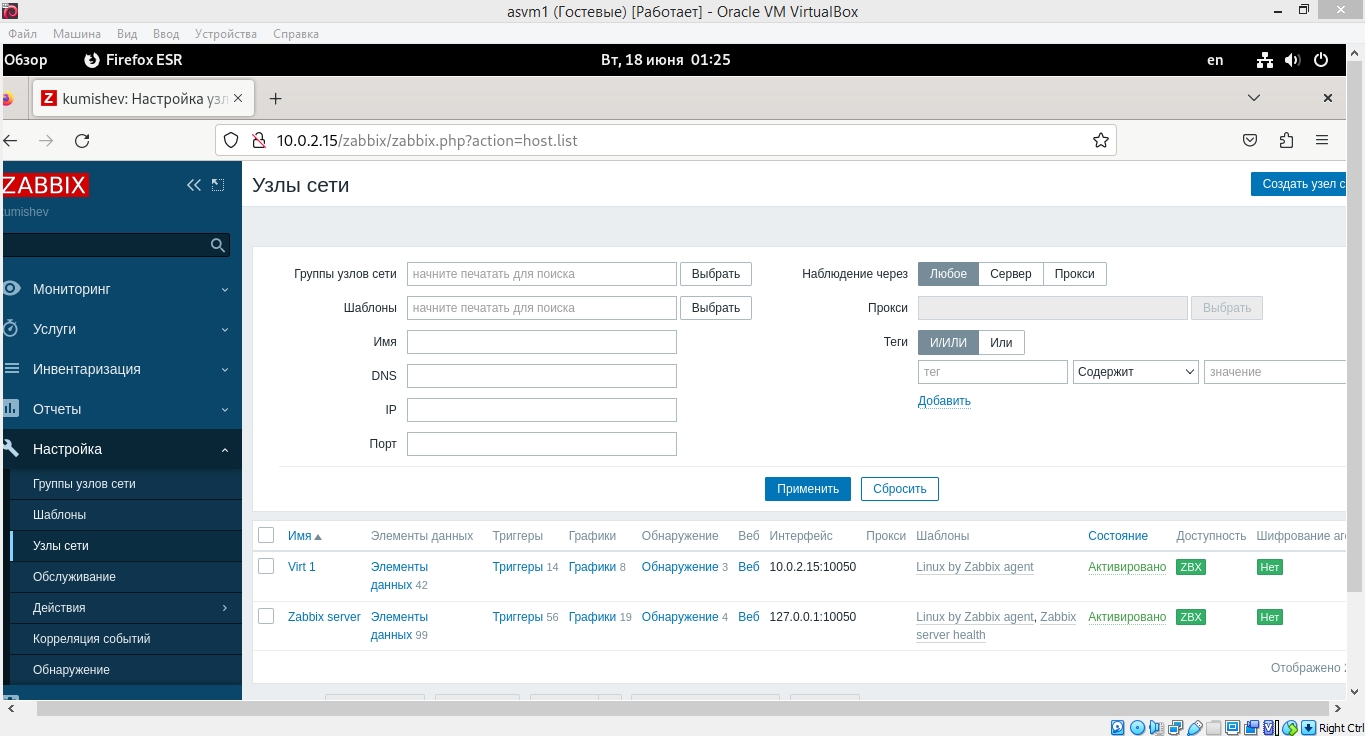 asvm1 (Гостевые) [Работает] - Oracle VM VirtualBox
Файл Машина Вид Ввод Устройства Справка
Обзор Firefox ESR Вт, 18 июня 01:25 en
kumishev: Настройка узл
10.0.2.15/zabbix/zabbix.php?action=host.list
ZABBIX
kumishev
Мониторинг
Услуги
Инвентаризация
Отчеты
Настройка
Группы узлов сети
Шаблоны
Узлы сети
Обслуживание
Действия
Корреляция событий
Обнаружение
Узлы сети
Создать узел с
Группы узлов сети начните печатать для поиска Выбрать
Шаблоны начните печатать для поиска Выбрать
Имя
DNS
IP
Порт
Наблюдение через Любое Сервер Прокси
Прокси Выбрать
Теги И/ИЛИ Или
тег Содержит значение
Добавить
Применить Сбросить
Имя Элементы данных Триггеры Графики Обнаружение Веб Интерфейс Прокси Шаблоны Состояние Доступность Шифрование аге
Virt 1 Элементы Триггеры 14 Графики 8 Обнаружение 3 Веб 10.0.2.15:10050 Linux by Zabbix agent Активировано ZBX Нет
данных 42
Zabbix server Элементы Триггеры 56 Графики 19 Обнаружение 4 Веб 127.0.0.1:10050 Linux by Zabbix agent, Zabbix Активировано ZBX Нет
данных 99 server health
Отображено 2
Right Ctrl